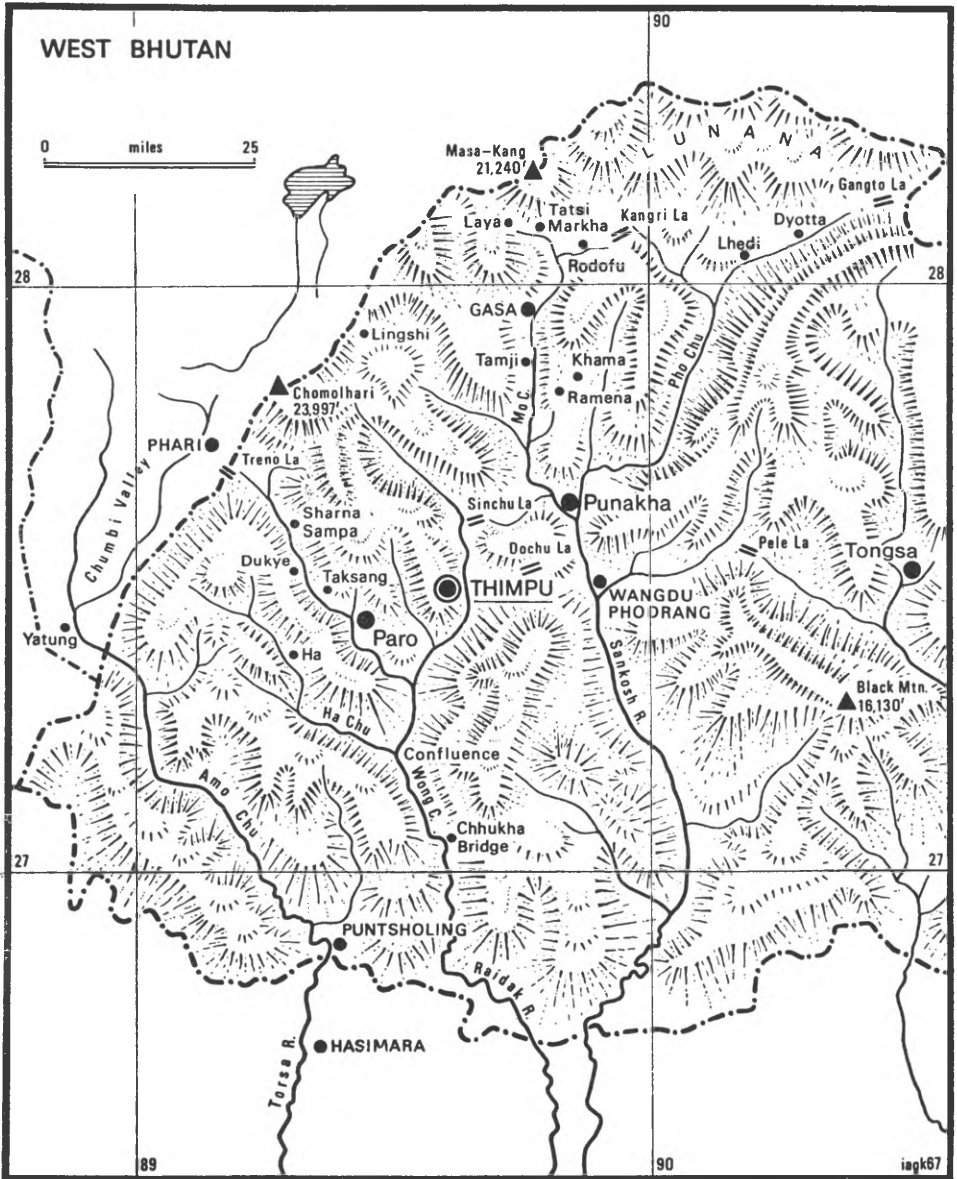 90
WEST BHUTAN
0 miles 25
Masa–Kang
21,240'
LUNANA
Gangto La
Laya
Tatsi
Markha
Kangri La
Dyotta
Lhedi
Rodofu
28
28
GASA
Lingshi
Tamji
Khama
Ramena
Mo C.
Pho Chu
Chomolhari
23,997'
PHARI
Treno La
Chumbi Valley
Sharna
Sampa
Sinchu La
Punakha
Dochu La
Pele La
Tongsa
Dukye
Taksang
THIMPU
WANGDU
PHODRANG
Yatung
Paro
Ha
Sankosh R.
Black Mtn.
16,130'
Ha Chu
Confluence
Wong C.
Amo Chu
Chhukha
Bridge
27
27
PUNTSHOLING
Raidak R.
HASIMARA
Torsa R.
89
90
iagk67